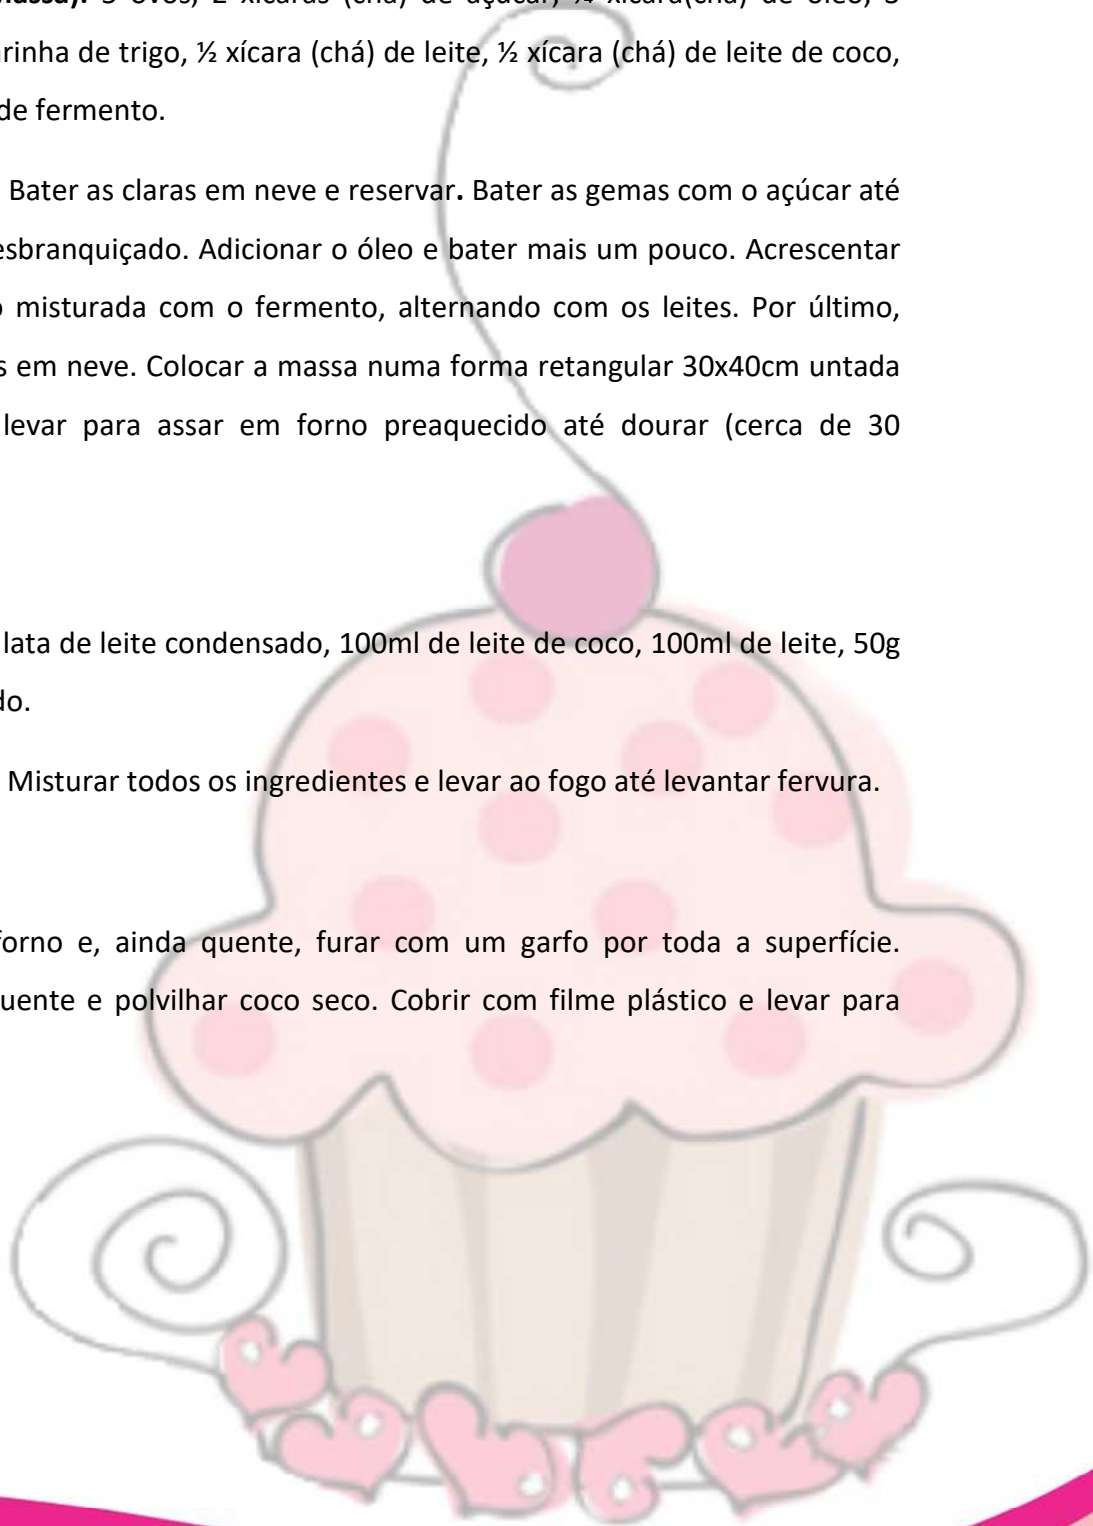 ovos, 2 xícaras (chá) de açúcar, xícara(chá) de óleo,
rinha de trigo, ½ xícara (chá) de leite, ½ xícara (chá) de leite de coco,
de fermento.
Bater as claras em neve e reservar. Bater as gemas com o açúcar até
esbranquiçado. Adicionar o óleo e bater mais um pouco. Acrescentar
o misturada com o fermento, alternando com os leites. Por último,
s em neve. Colocar a massa numa forma retangular 30x40cm untada
levar para assar em forno preaquecido até dourar (cerca de 30
lata de leite condensado, 100ml de leite de coco, 100ml de leite, 50g
do.
Misturar todos os ingredientes e levar ao fogo até levantar fervura.
forno e, ainda quente, furar com um garfo por toda a superfície.
uente e polvilhar coco seco. Cobrir com filme plástico e levar para